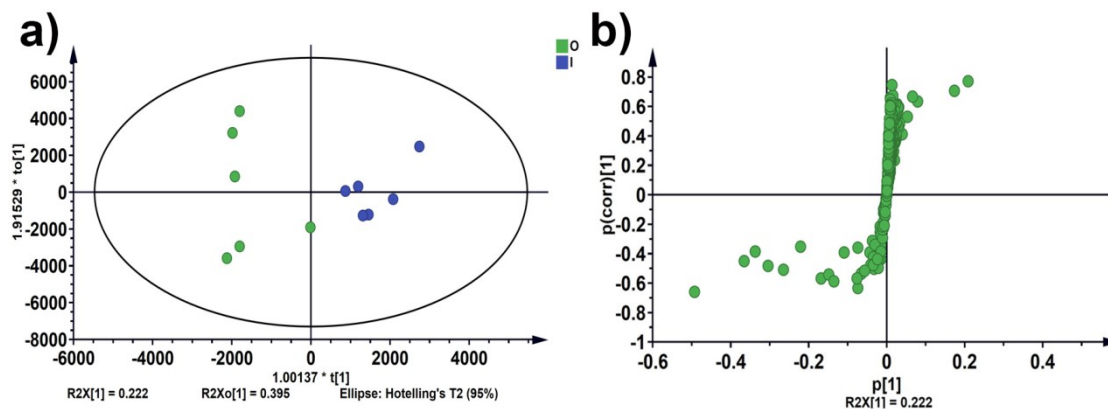 a)
O
I
6000
4000
2000
0
-2000
-4000
-6000
-8000
1.91529 * to[1]
-6000 -4000 -2000 0 2000 4000
1.00137 * t[1]
R2X[1] = 0.222 R2Xo[1] = 0.395 Ellipse: Hotelling's T2 (95%)
b)
0.8
0.6
0.4
0.2
0
-0.2
-0.4
-0.6
-0.8
-1
p(corr)[1]
-0.6 -0.4 -0.2 0 0.2 0.4
p[1]
R2X[1] = 0.222